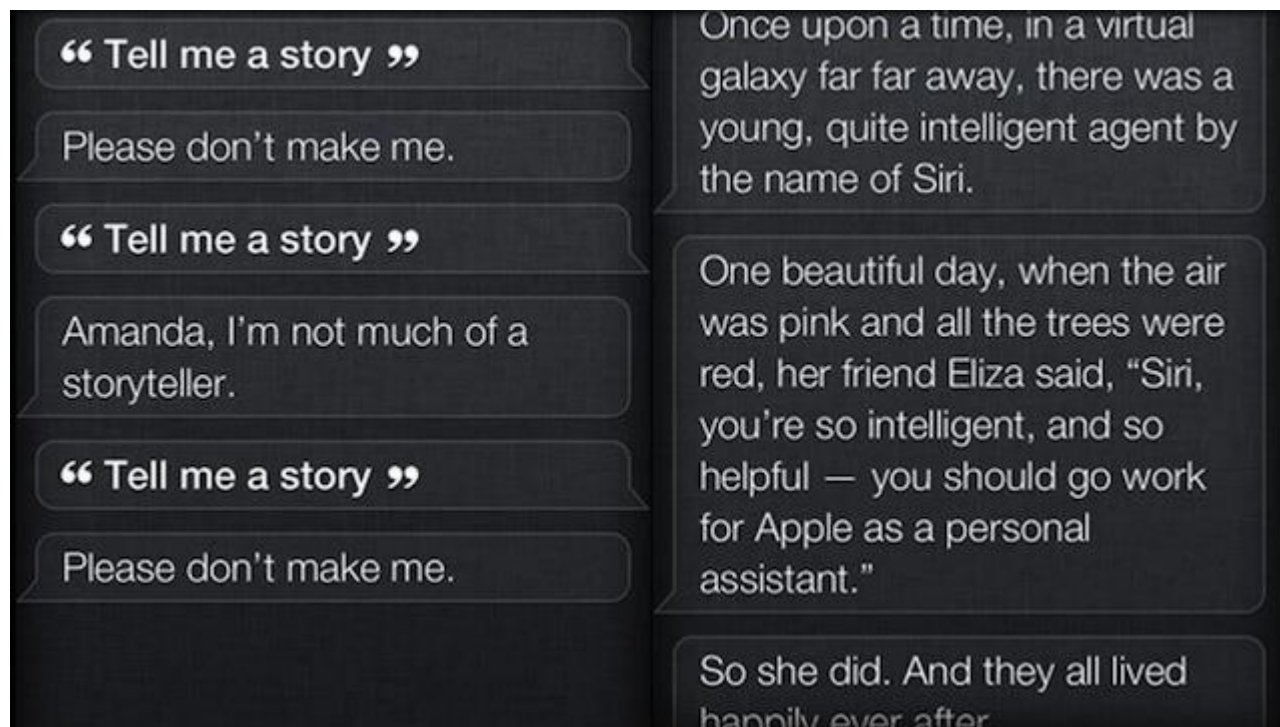 “ Tell me a story ”
Please don’t make me.
“ Tell me a story ”
Amanda, I’m not much of a
storyteller.
“ Tell me a story ”
Please don’t make me.
Once upon a time, in a virtual
galaxy far far away, there was a
young, quite intelligent agent by
the name of Siri.
One beautiful day, when the air
was pink and all the trees were
red, her friend Eliza said, “Siri,
you’re so intelligent, and so
helpful — you should go work
for Apple as a personal
assistant.”
So she did. And they all lived
happily ever after